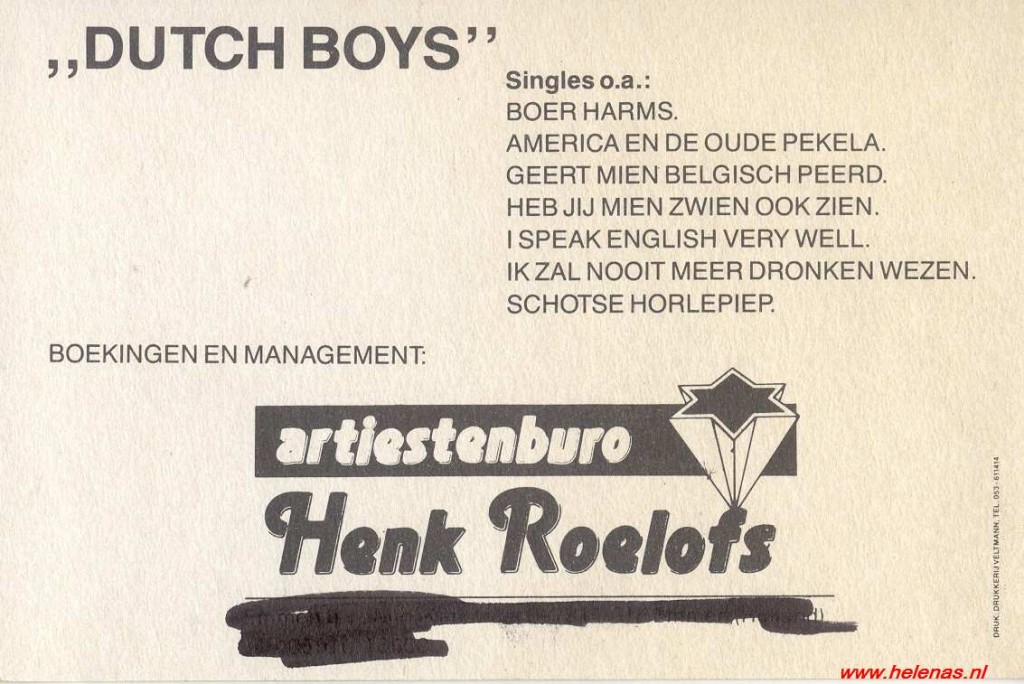 ,,DUTCH BOYS’’
Singles o.a.:
BOER HARMS.
AMERICA EN DE OUDE PEKELA.
GEERT MIEN BELGISCH PEERD.
HEB JIJ MIEN ZWIEN OOK ZIEN.
I SPEAK ENGLISH VERY WELL.
IK ZAL NOOIT MEER DRONKEN WEZEN.
SCHOTSE HORLEPIEP.
BOEKINGEN EN MANAGEMENT:
artiestenburo
Henk Roelofs
DRUK: DRUKKERIJ VELTMANN, TEL. 053-611414
www.helenas.nl